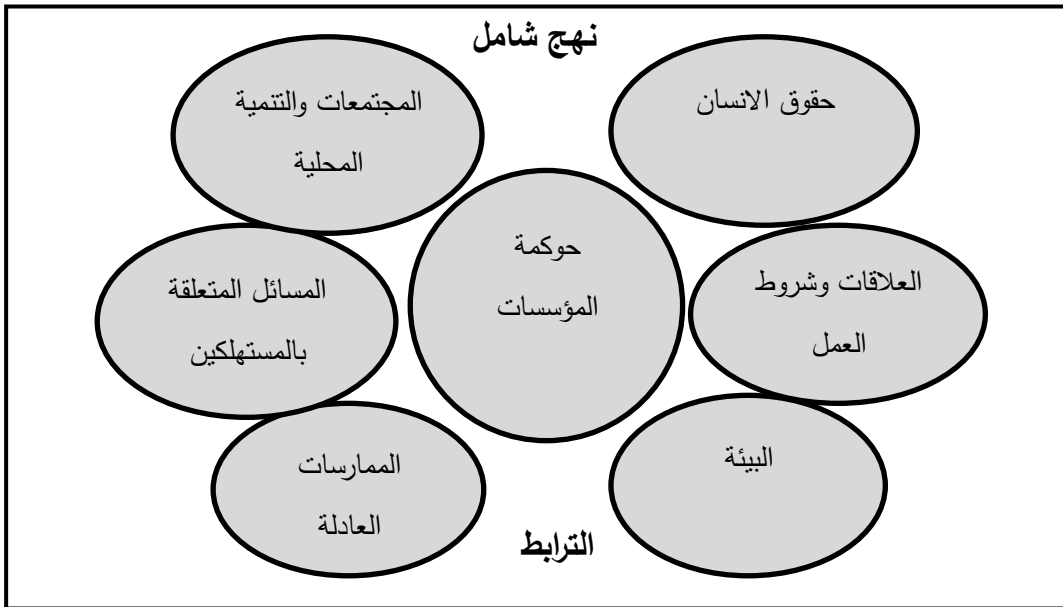 نهج شامل
حقوق الانسان
المجتمعات والتنمية
المحلية
حوكمة
المؤسسات
العلاقات وشروط
العمل
المسائل المتعلقة
بالمستهلكين
البيئة
الممارسات
العادلة
الترابط